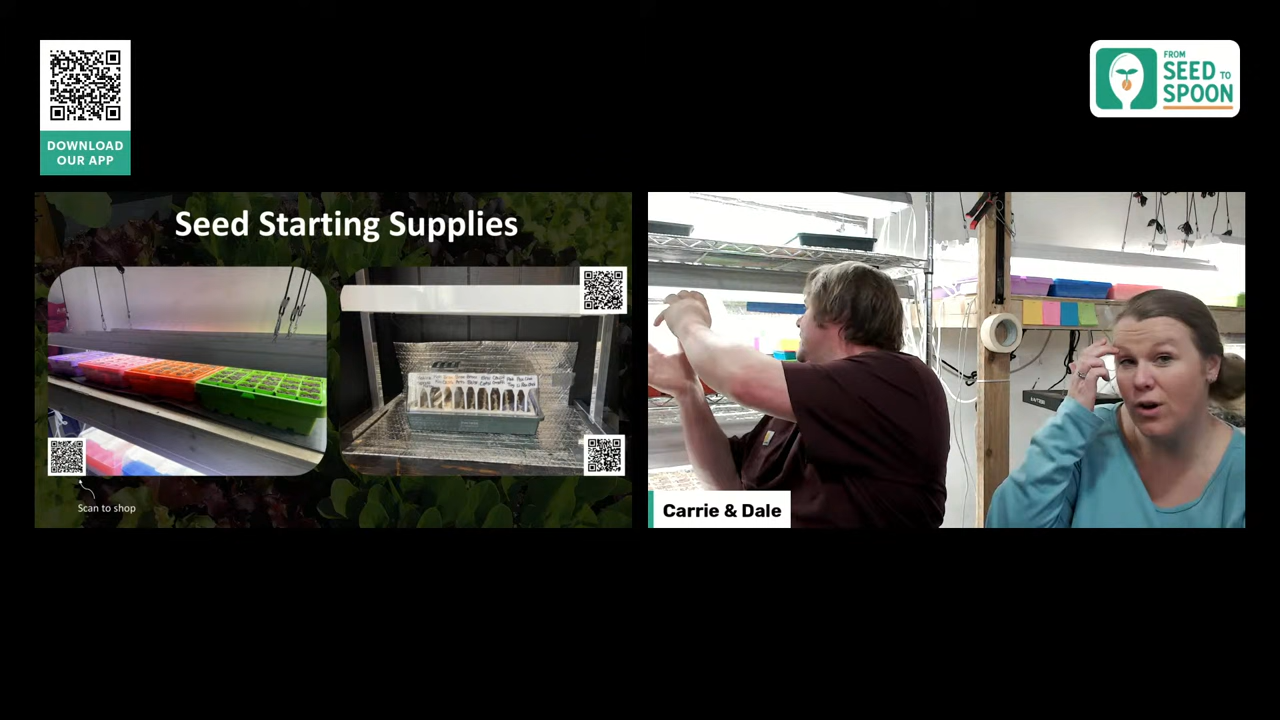 DOWNLOAD
OUR APP
FROM
SEED TO
SPOON
Seed Starting Supplies
Scan to shop
Carrie & Dale